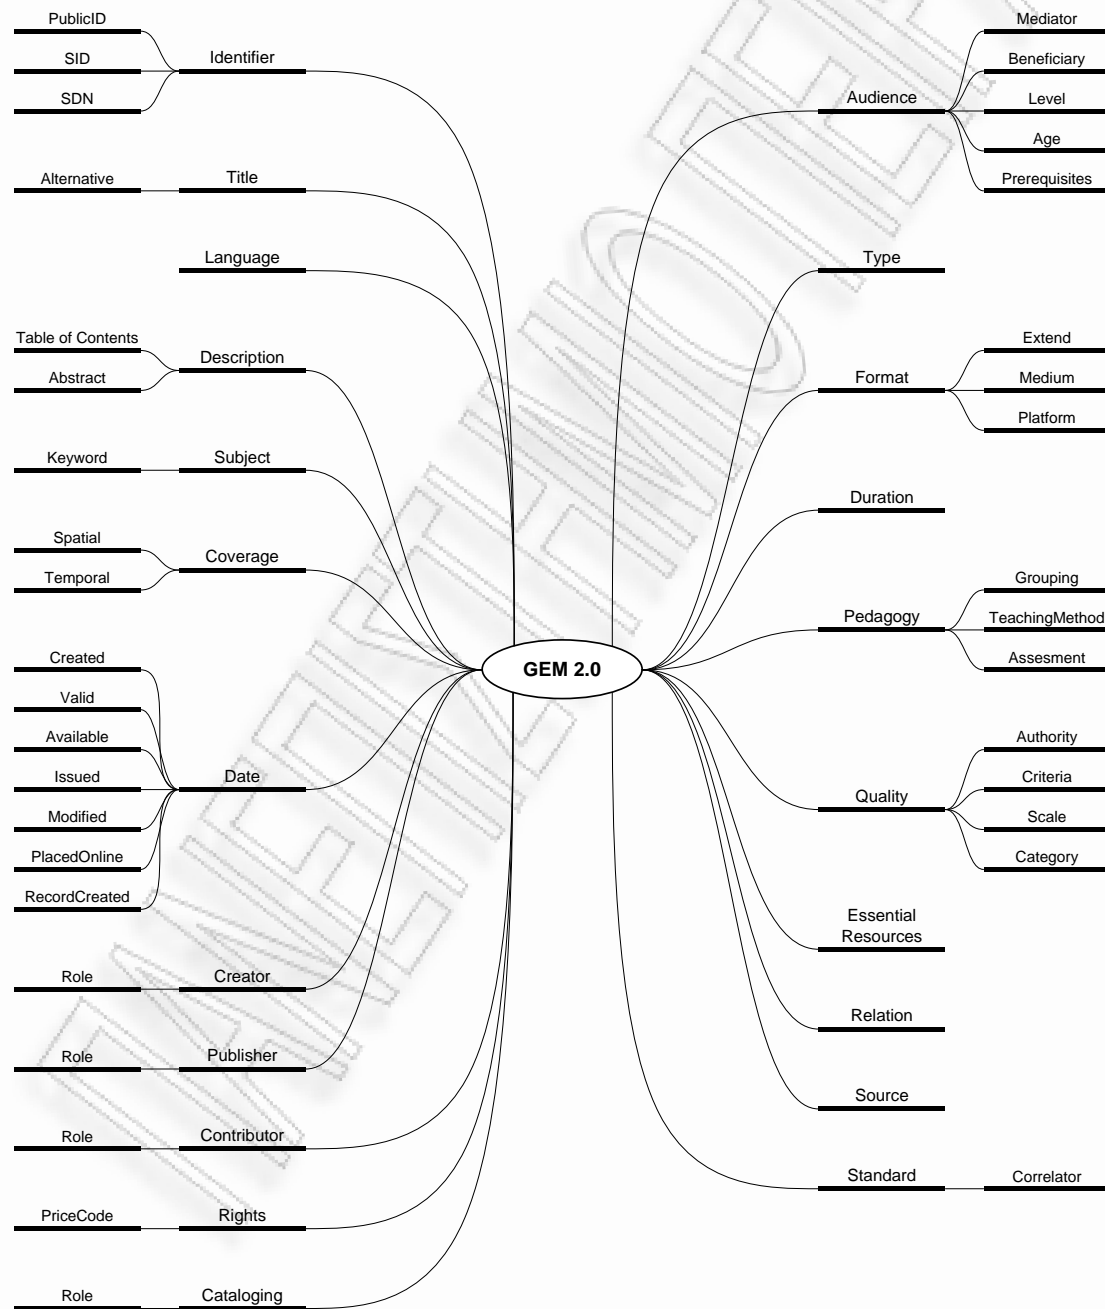 PublicID
SID
SDN
Identifier
Alternative
Title
Language
Table of Contents
Abstract
Description
Keyword
Subject
Spatial
Temporal
Coverage
Created
Valid
Available
Issued
Modified
PlacedOnline
RecordCreated
Date
Role
Creator
Role
Publisher
Role
Contributor
PriceCode
Rights
Role
Cataloging
GEM 2.0
Audience
Mediator
Beneficiary
Level
Age
Prerequisites
Type
Format
Extend
Medium
Platform
Duration
Pedagogy
Grouping
TeachingMethod
Assesment
Quality
Authority
Criteria
Scale
Category
Essential
Resources
Relation
Source
Standard
Correlator